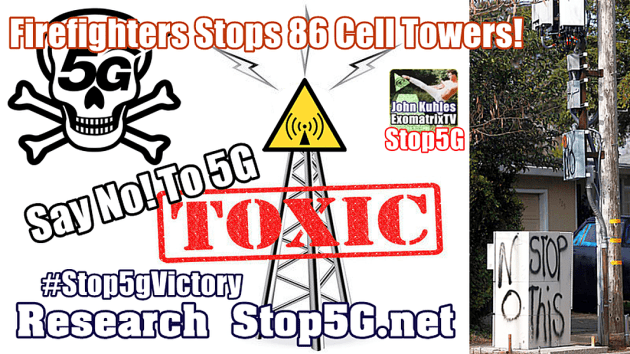 Firefighters Stops 86 Cell Towers!
5G
John Kuhles
ExomatrixTV
Stop5G
Say No! To 5G
TOXIC
#Stop5gVictory
Research Stop5G.net
NO
STOP
THIS